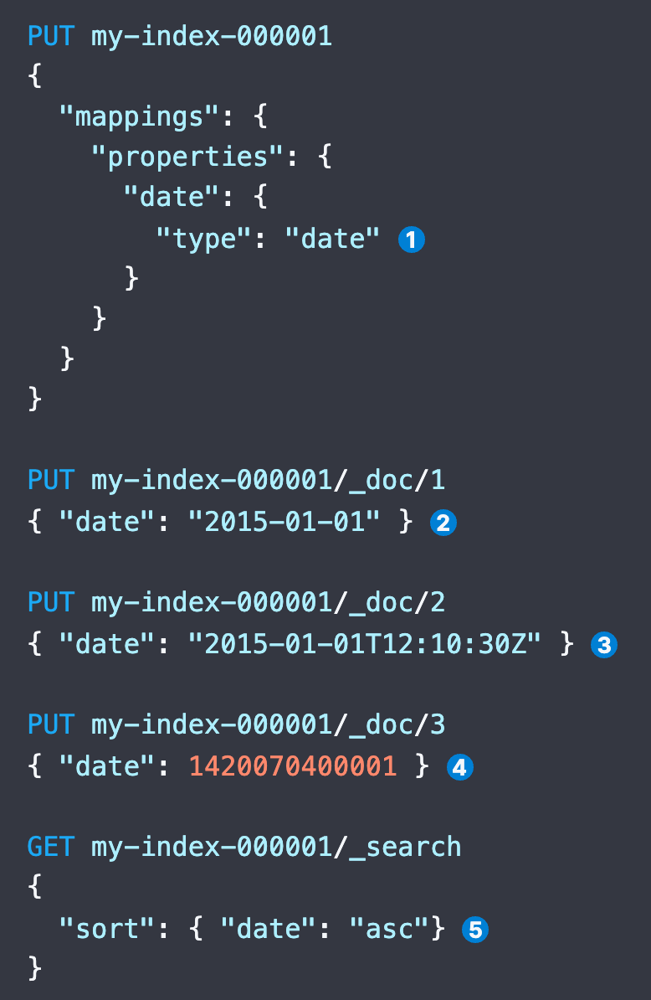 PUT my-index-000001
{
  "mappings": {
    "properties": {
      "date": {
        "type": "date" 1
      }
    }
  }
}

PUT my-index-000001/_doc/1
{ "date": "2015-01-01" } 2

PUT my-index-000001/_doc/2
{ "date": "2015-01-01T12:10:30Z" } 3

PUT my-index-000001/_doc/3
{ "date": 1420070400001 } 4

GET my-index-000001/_search
{
  "sort": { "date": "asc"} 5
}